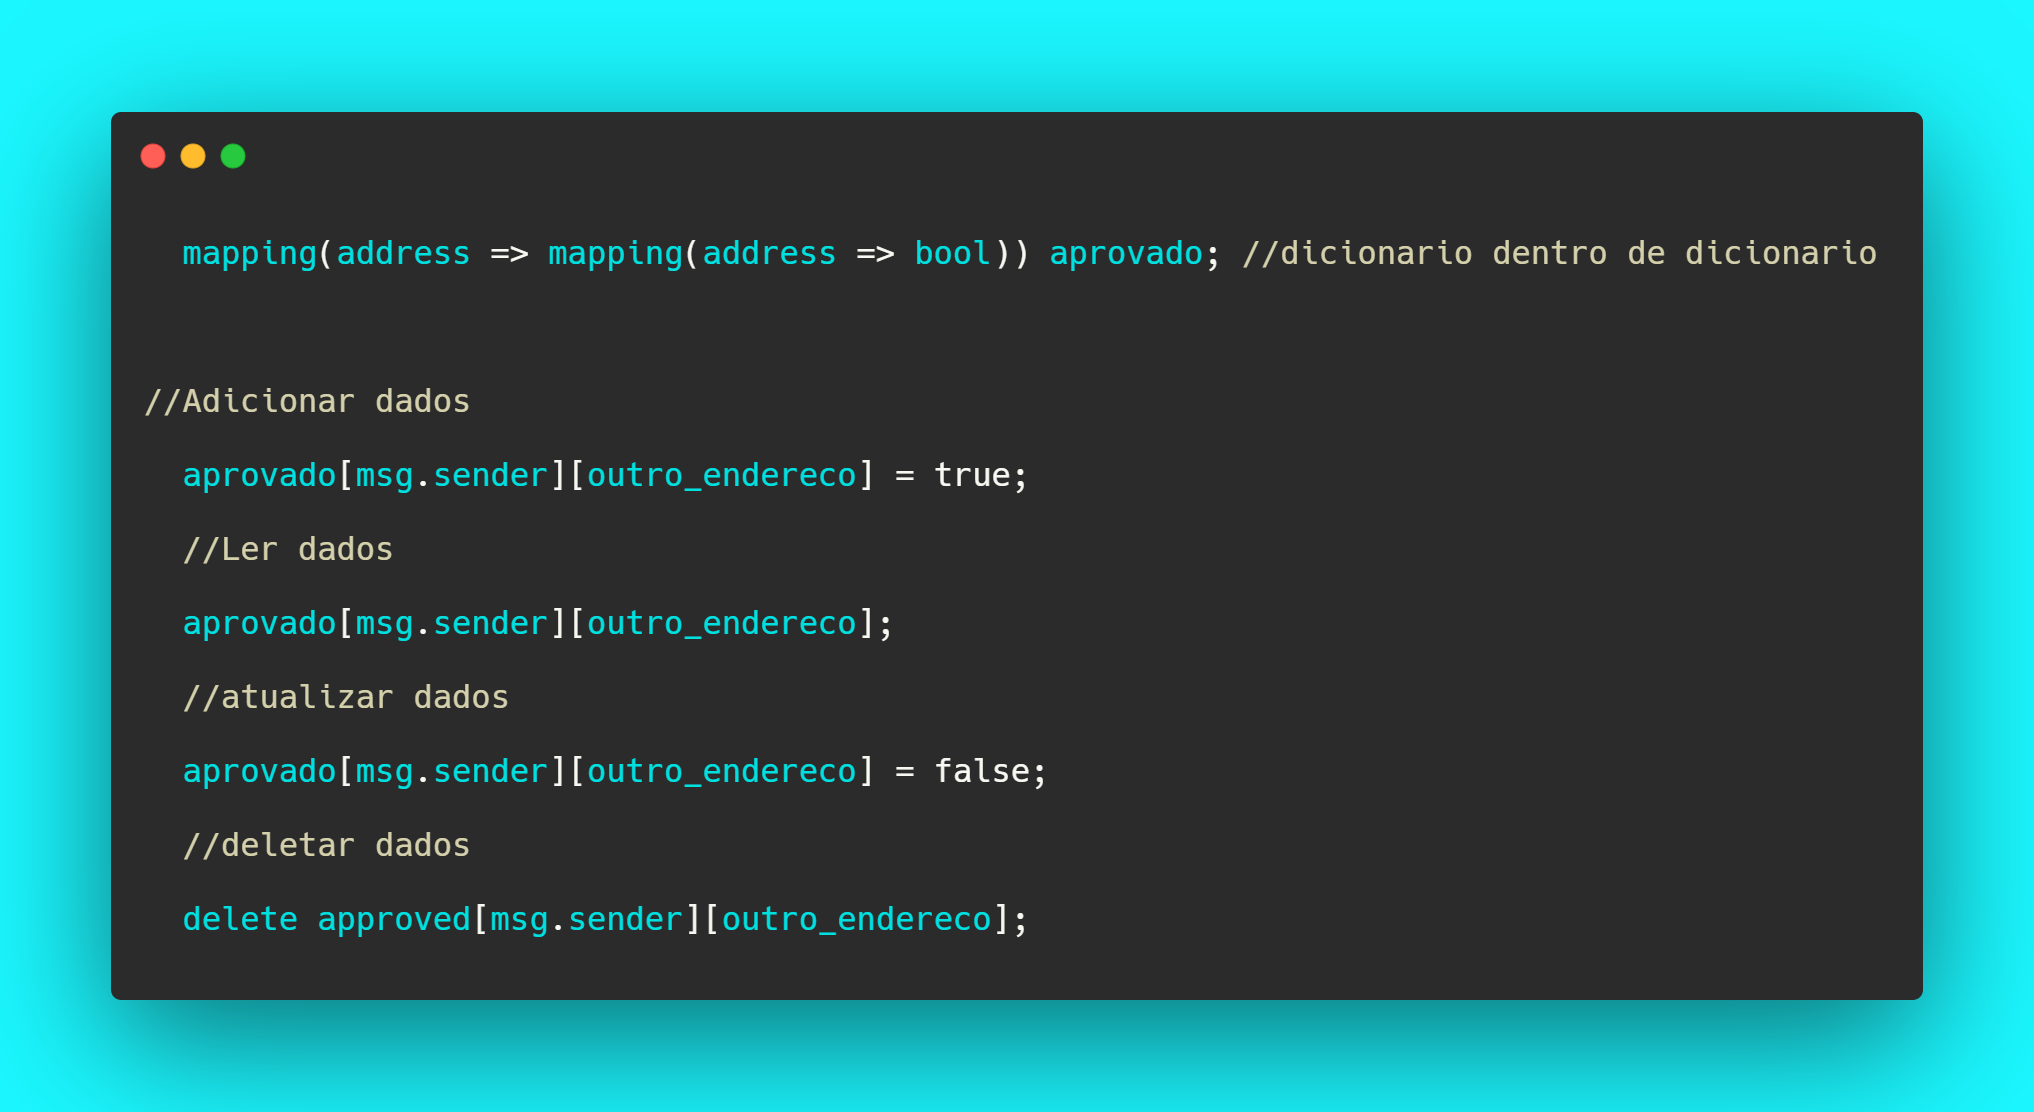 mapping(address => mapping(address => bool)) aprovado; //dicionario dentro de dicionario
//Adicionar dados
aprovado[msg.sender][outro_endereco] = true;
//Ler dados
aprovado[msg.sender][outro_endereco];
//atualizar dados
aprovado[msg.sender][outro_endereco] = false;
//deletar dados
delete approved[msg.sender][outro_endereco];